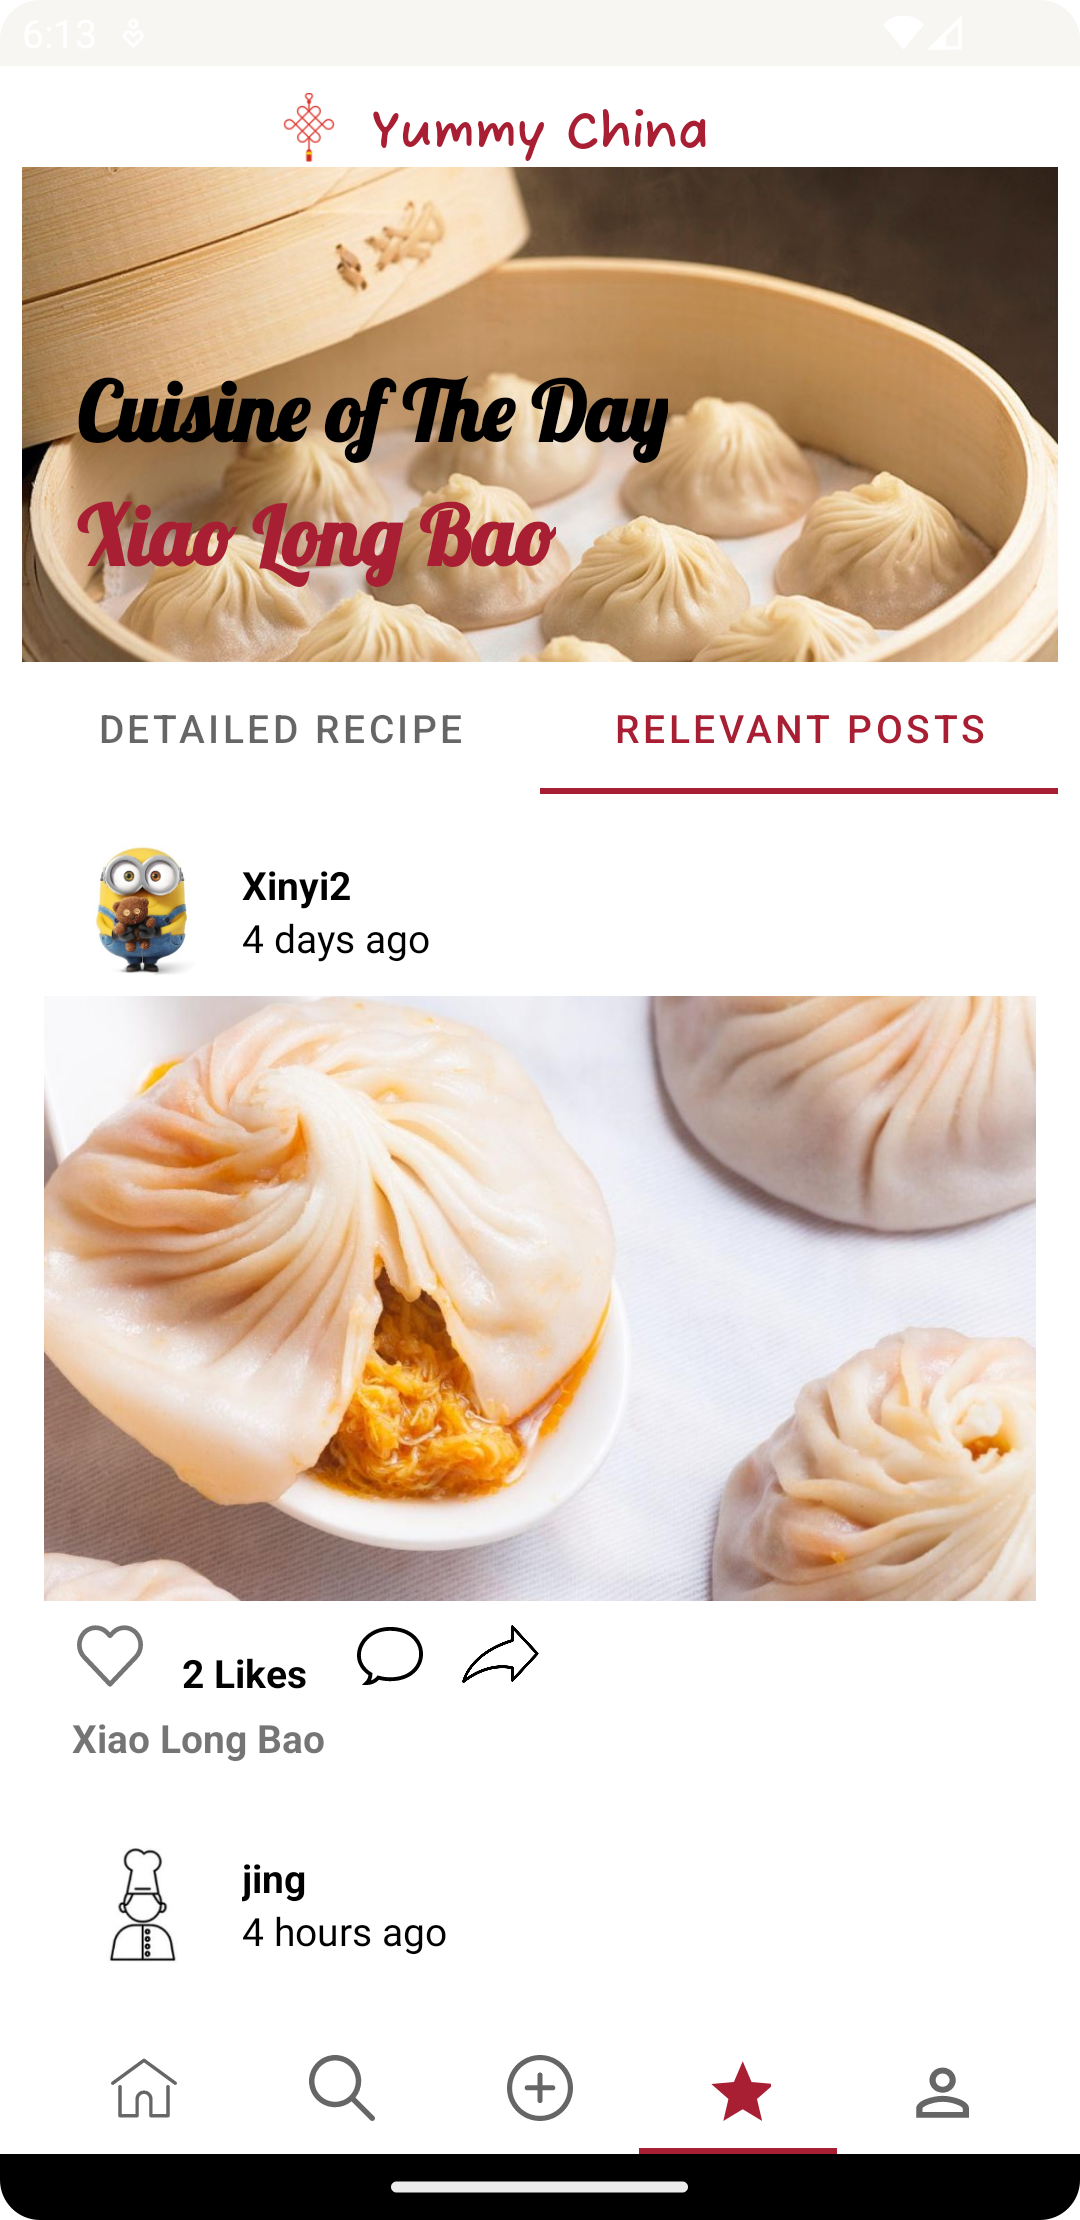 6:13
Yummy China
Cuisine of The Day
Xiao Long Bao
DETAILED RECIPE
RELEVANT POSTS
Xinyi2
4 days ago
2 Likes
Xiao Long Bao
jing
4 hours ago